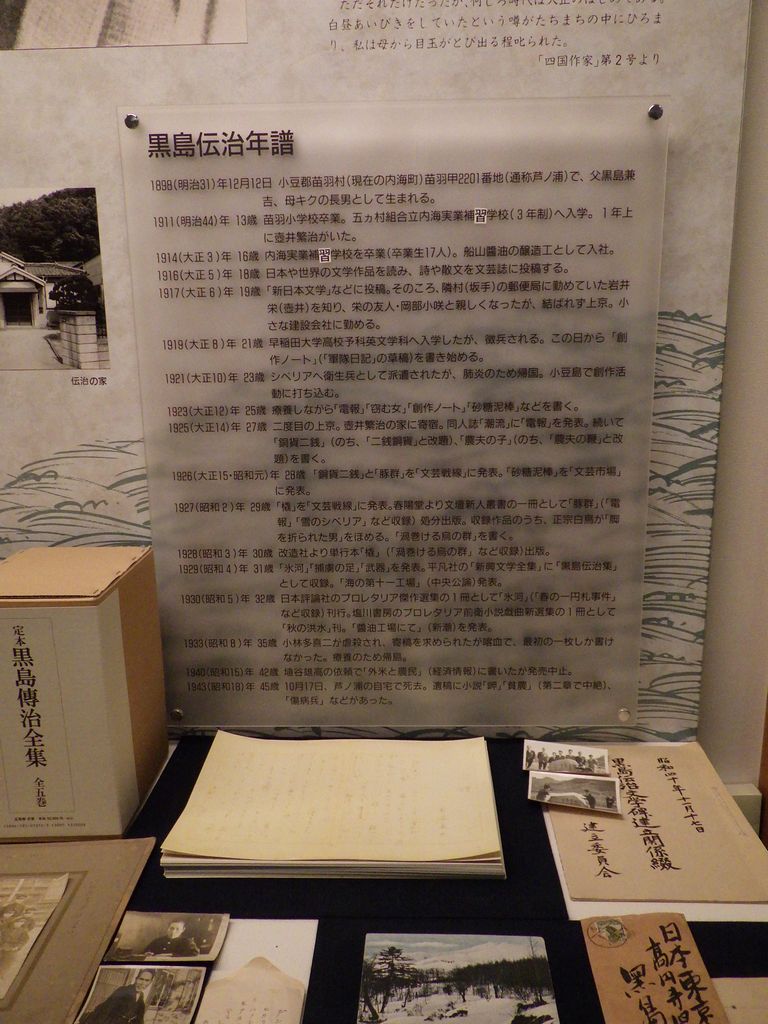 白昼あいびきをしていたという噂がたちまちの中にひろま
り、私は母から目玉がとび出る程叱られた。
「四国作家」第2号より
黒島伝治年譜
1898(明治31)年12月12日 小豆郡苗羽村(現在の内海町)苗羽甲2201番地(通称芦ノ浦)で、父黒島兼
吉、母キクの長男として生まれる。
1911(明治44)年 13歳 苗羽小学校卒業。五ヵ村組合立内海実業補習学校(3年制)へ入学。1年上
に壺井繁治がいた。
1914(大正3)年 16歳 内海実業補習学校を卒業(卒業生17人)。船山醬油の醸造工として入社。
1916(大正5)年 18歳 日本や世界の文学作品を読み、詩や散文を文芸誌に投稿する。
1917(大正6)年 19歳 「新日本文学」などに投稿。そのころ、隣村(坂手)の郵便局に勤めていた岩井
栄(壺井)を知り、栄の友人・岡部小咲と親しくなったが、結ばれず上京。小
さな建設会社に勤める。
1919(大正8)年 21歳 早稲田大学高校予科英文学科へ入学したが、徴兵される。この日から「創
作ノート」(「軍隊日記」の草稿)を書き始める。
1921(大正10)年 23歳 シベリアへ衛生兵として派遣されたが、肺炎のため帰国。小豆島で創作活
動に打ち込む。
1923(大正12)年 25歳 療養しながら「電報」「窃む女」「創作ノート」「砂糖泥棒」などを書く。
1925(大正14)年 27歳 二度目の上京。壺井繁治の家に寄宿。同人誌「潮流」に「電報」を発表。続いて
「銅貨二銭」(のち、「二銭銅貨」と改題)、「農夫の子」(のち、「農夫の鞭」と改
題)を書く。
1926(大正15・昭和元)年 28歳 「銅貨二銭」と「豚群」を「文芸戦線」に発表。「砂糖泥棒」を「文芸市場」
に発表。
1927(昭和2)年 29歳 「橇」を「文芸戦線」に発表。春陽堂より文壇新人叢書の一冊として「豚群」(「電
報」「雪のシベリア」など収録)処分出版。収録作品のうち、正宗白鳥が「脚
を折られた男」をほめる。「渦巻ける烏の群」を書く。
1928(昭和3)年 30歳 改造社より単行本「橇」(「渦巻ける烏の群」など収録)出版。
1929(昭和4)年 31歳 「氷河」「捕虜の足」「武器」を発表。平凡社の「新興文学全集」に「黒島伝治集」
として収録。「海の第十一工場」(中央公論)発表。
1930(昭和5)年 32歳 日本評論社のプロレタリア傑作選集の1冊として「氷河」(「春の一円札事件」
など収録)刊行。塩川書房のプロレタリア前衛小説戯曲新選集の1冊として
「秋の洪水」刊。「醬油工場にて」(新潮)を発表。
1933(昭和8)年 35歳 小林多喜二が虐殺され、寄稿を求められたが喀血で、最初の一枚しか書け
なかった。療養のため帰島。
1940(昭和15)年 42歳 埴谷雄高の依頼で「外米と農民」(経済情報)に書いたが発売中止。
1943(昭和18)年 45歳 10月17日、芦ノ浦の自宅で死去。遺稿に小説「岬」「貧農」(第二章で中絶)、
「傷病兵」などがあった。
伝治の家
定本 黒島傳治全集 全五巻
昭和四十年十一月十七日
黒島伝治文学碑建立関係綴
建立委員会
日本東京
高円寺
黒島